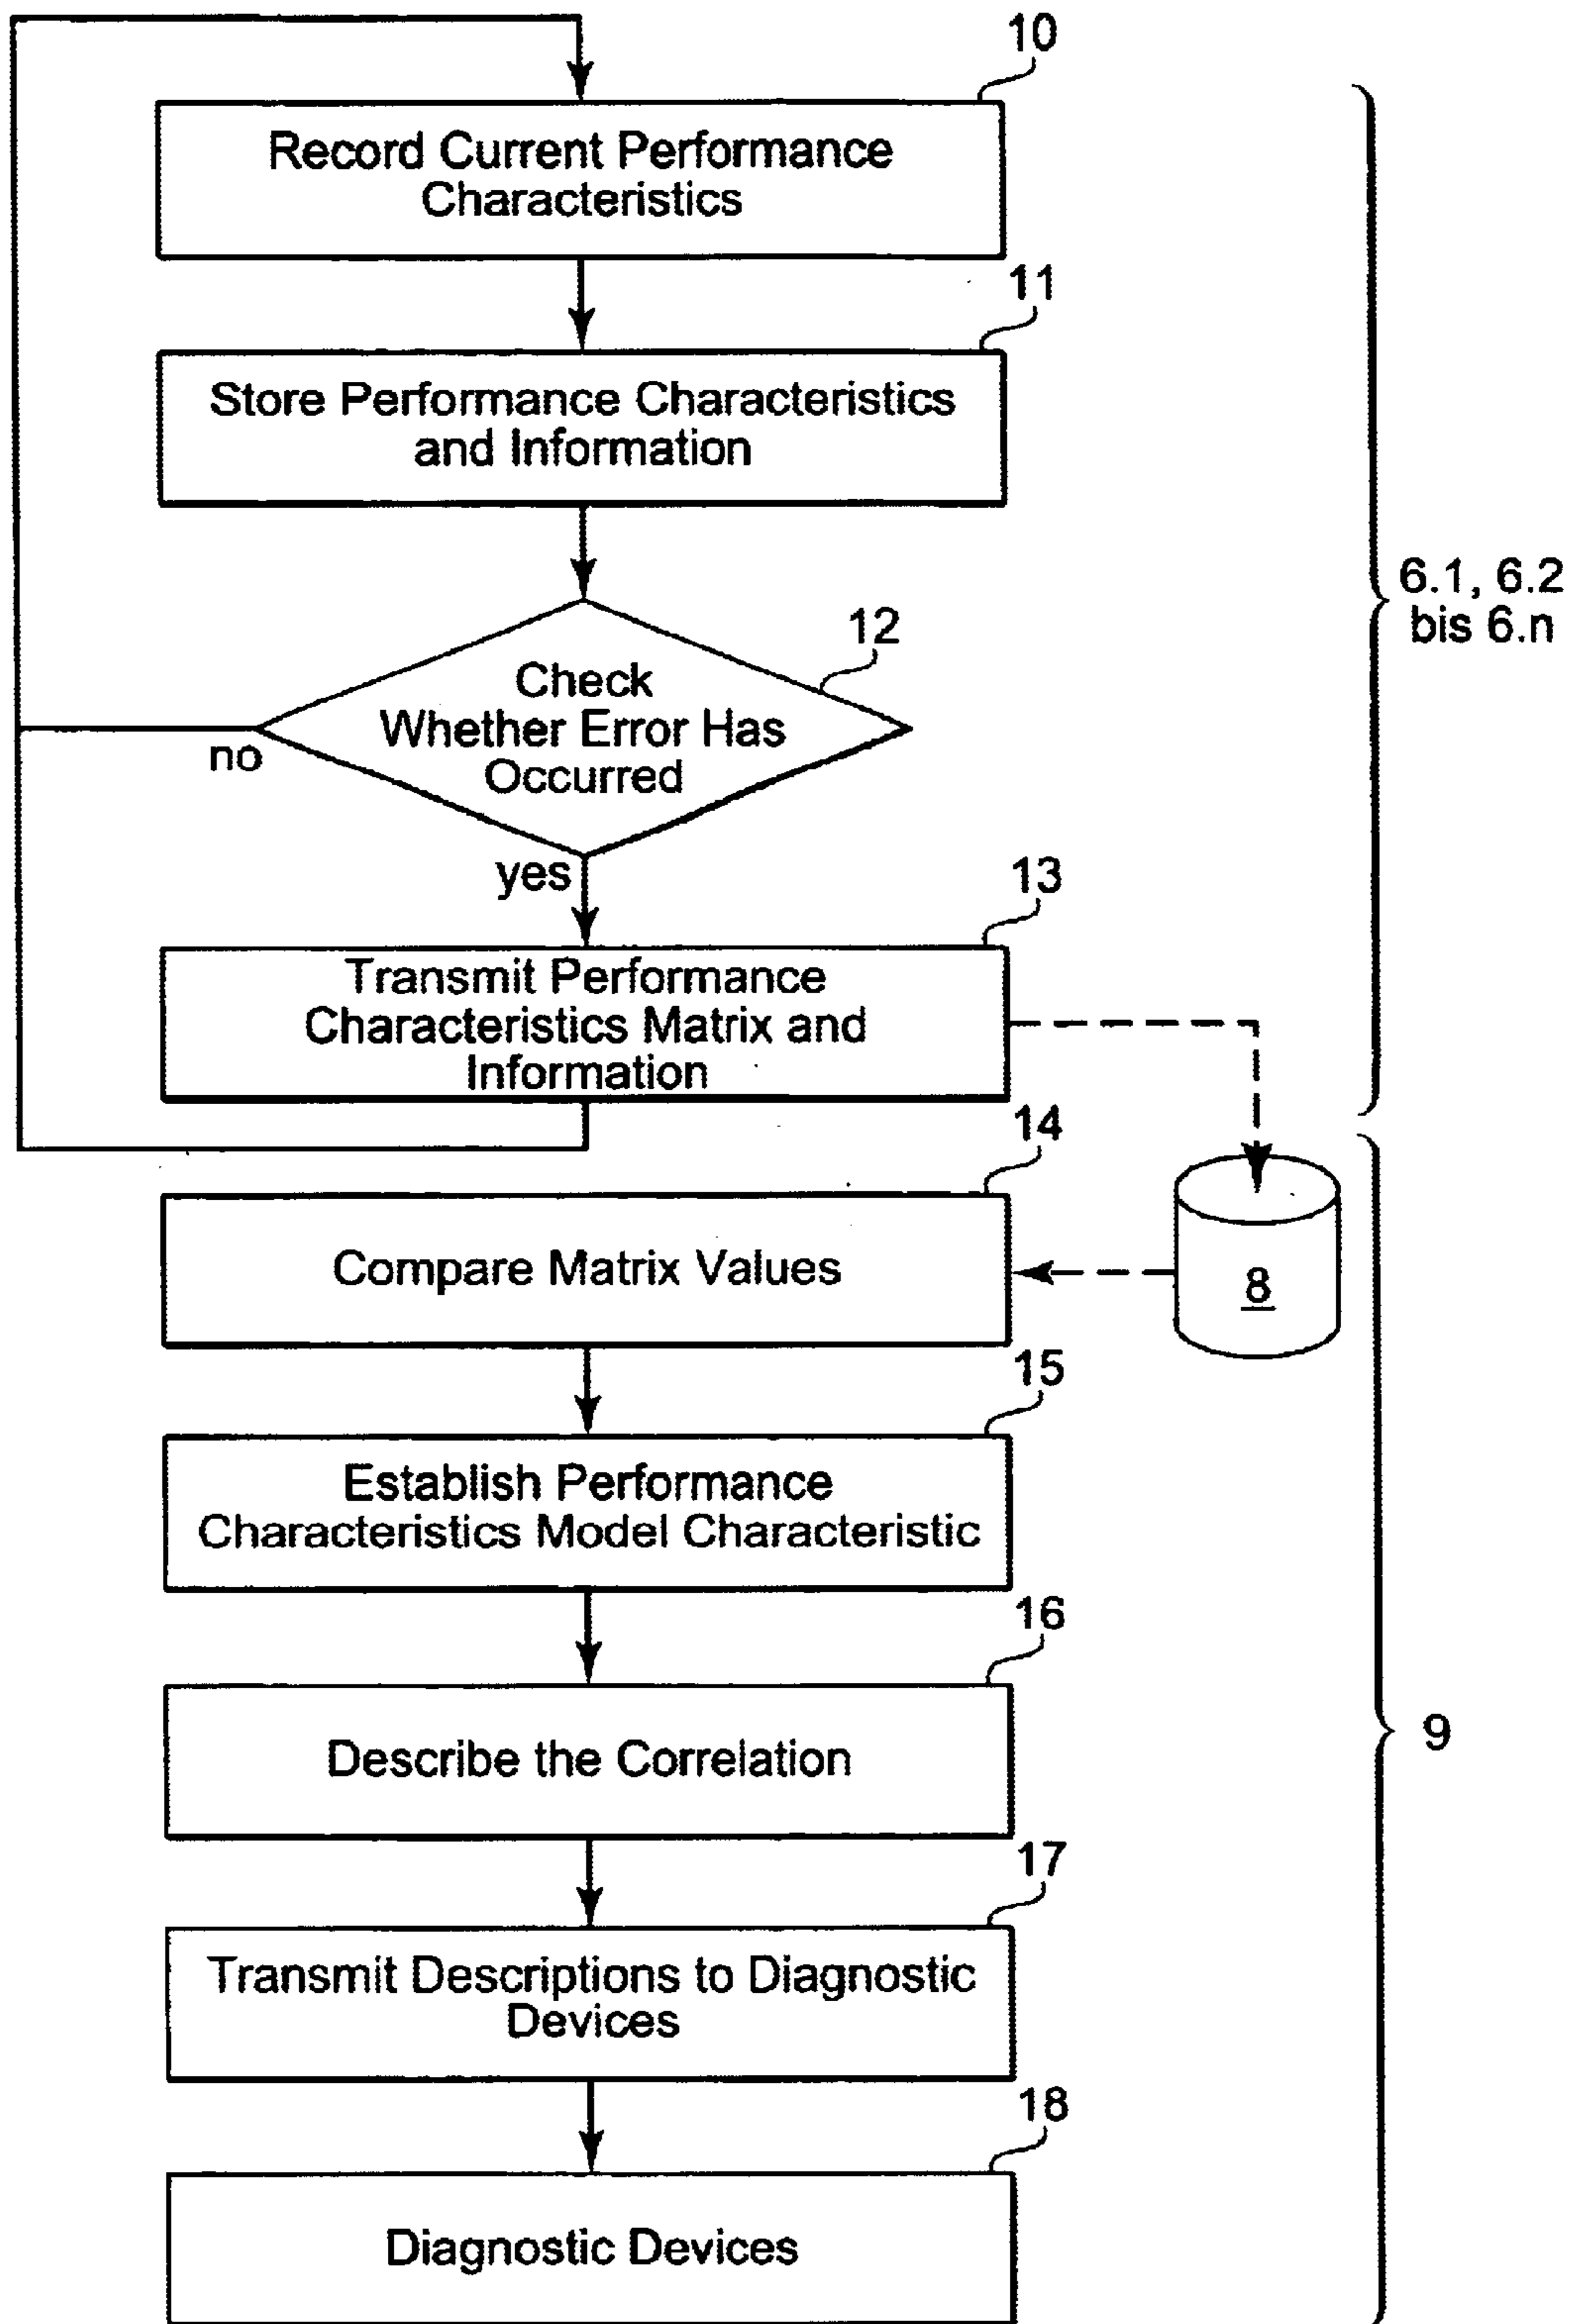 10
Record Current Performance
Characteristics
11
Store Performance Characteristics
and Information
6.1, 6.2
bis 6.n
12
Check
Whether Error Has
Occurred
no
yes
13
Transmit Performance
Characteristics Matrix and
Information
14
Compare Matrix Values
8
15
Establish Performance
Characteristics Model Characteristic
16
Describe the Correlation
9
17
Transmit Descriptions to Diagnostic
Devices
18
Diagnostic Devices